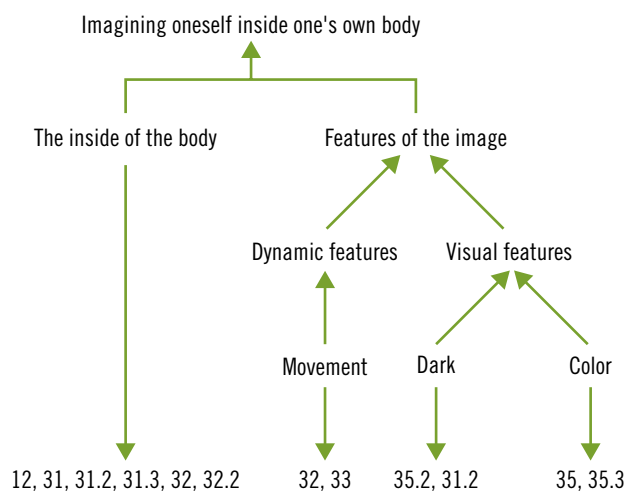 Imagining oneself inside one's own body
The inside of the body
Features of the image
Dynamic features
Visual features
Movement
Dark
Color
12, 31, 31.2, 31.3, 32, 32.2
32, 33
35.2, 31.2
35, 35.3